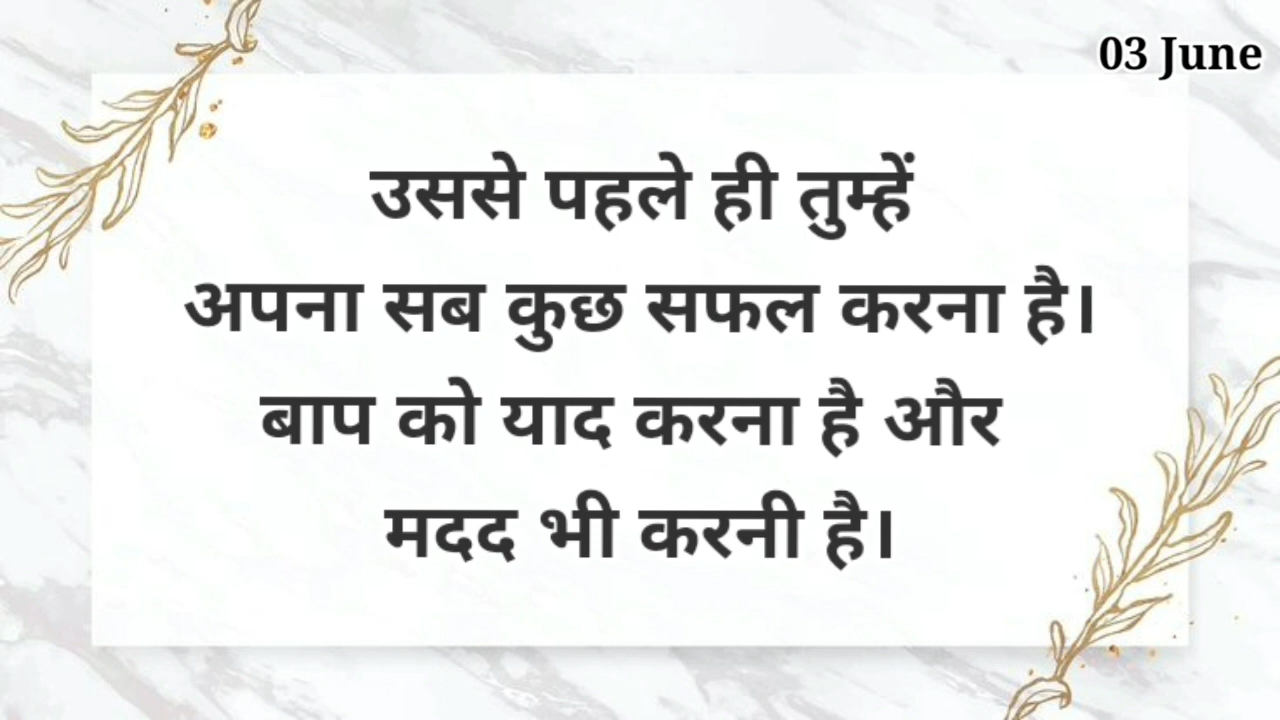 03 June
उससे पहले ही तुम्हें
अपना सब कुछ सफल करना है।
बाप को याद करना है और
मदद भी करनी है।